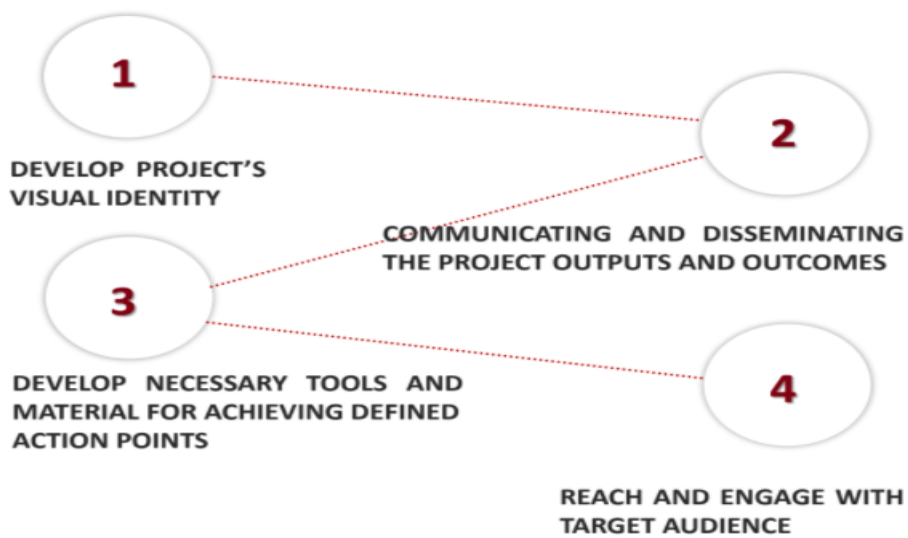 1
DEVELOP PROJECT’S
VISUAL IDENTITY
2
COMMUNICATING AND DISSEMINATING
THE PROJECT OUTPUTS AND OUTCOMES
3
DEVELOP NECESSARY TOOLS AND
MATERIAL FOR ACHIEVING DEFINED
ACTION POINTS
4
REACH AND ENGAGE WITH
TARGET AUDIENCE